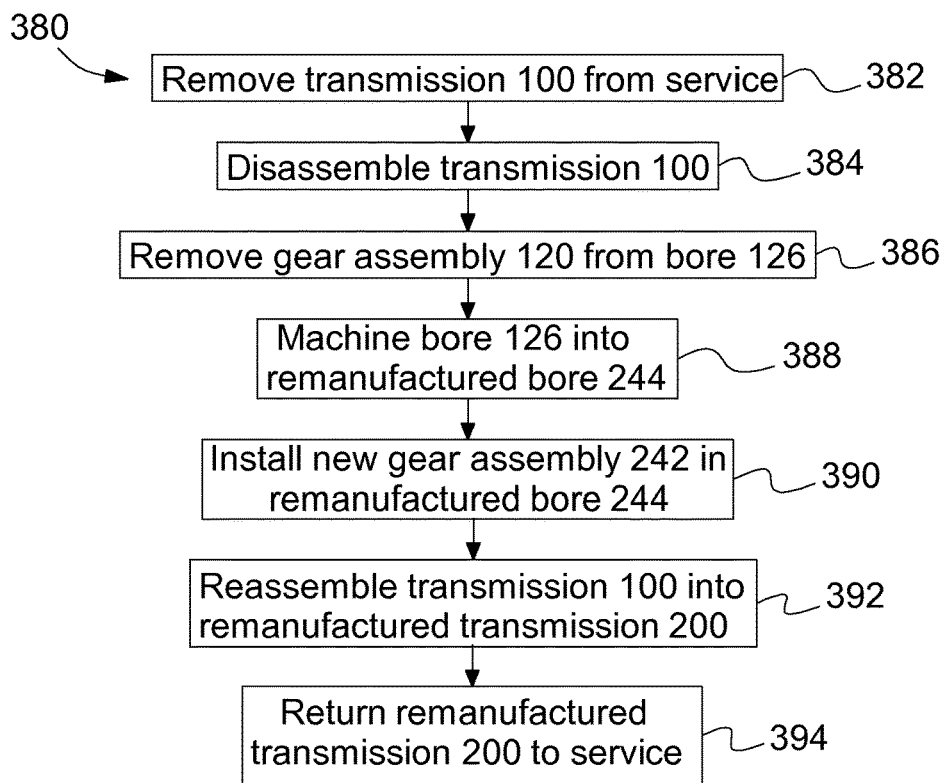 380
Remove transmission 100 from service
382
Disassemble transmission 100
384
Remove gear assembly 120 from bore 126
386
Machine bore 126 into
remanufactured bore 244
388
Install new gear assembly 242 in
remanufactured bore 244
390
Reassemble transmission 100 into
remanufactured transmission 200
392
Return remanufactured
transmission 200 to service
394